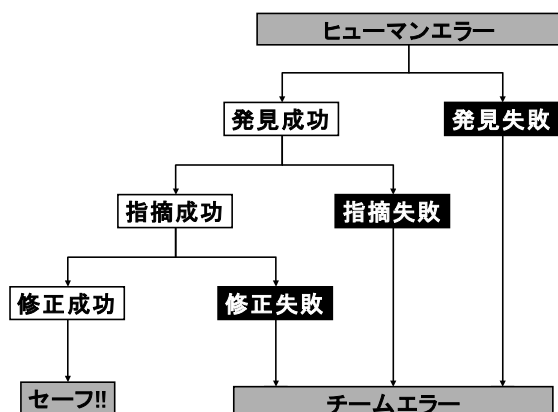 ヒューマンエラー
発見成功
発見失敗
指摘成功
指摘失敗
修正成功
修正失敗
セーフ!!
チームエラー